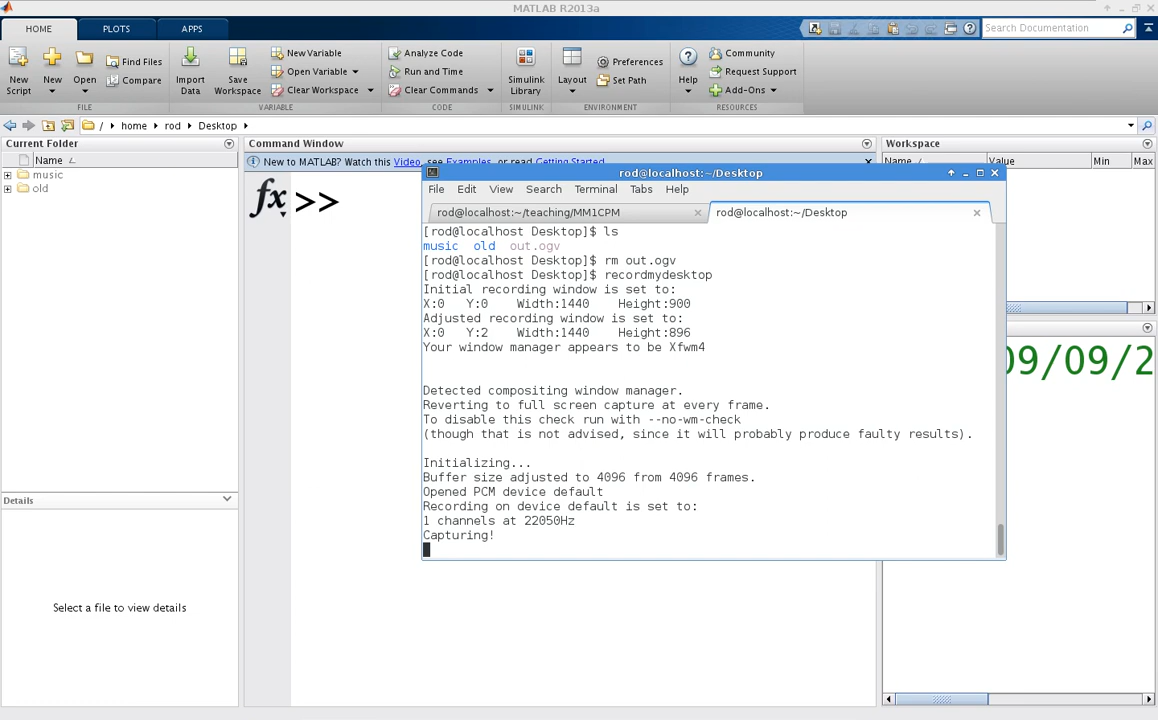 MATLAB R2013a
HOME PLOTS APPS
Search Documentation
New Script
New
Open
Find Files
Compare
Import Data
Save Workspace
New Variable
Open Variable
Clear Workspace
Analyze Code
Run and Time
Clear Commands
Simulink Library
Layout
Preferences
Set Path
Help
Community
Request Support
Add-Ons
FILE VARIABLE CODE SIMULINK ENVIRONMENT RESOURCES
/ home rod Desktop
Current Folder
Name
music
old
Details
Select a file to view details
Command Window
New to MATLAB? Watch this Video, see Examples, or read Getting Started.
fx >>
Workspace
Name Value Min Max
09/09/2
rod@localhost:~/Desktop
File Edit View Search Terminal Tabs Help
rod@localhost:~/teaching/MM1CPM
rod@localhost:~/Desktop
[rod@localhost Desktop]$ ls
music old out.ogv
[rod@localhost Desktop]$ rm out.ogv
[rod@localhost Desktop]$ recordmydesktop
Initial recording window is set to:
X:0 Y:0 Width:1440 Height:900
Adjusted recording window is set to:
X:0 Y:2 Width:1440 Height:896
Your window manager appears to be Xfwm4
Detected compositing window manager.
Reverting to full screen capture at every frame.
To disable this check run with --no-wm-check
(though that is not advised, since it will probably produce faulty results).
Initializing...
Buffer size adjusted to 4096 from 4096 frames.
Opened PCM device default
Recording on device default is set to:
1 channels at 22050Hz
Capturing!